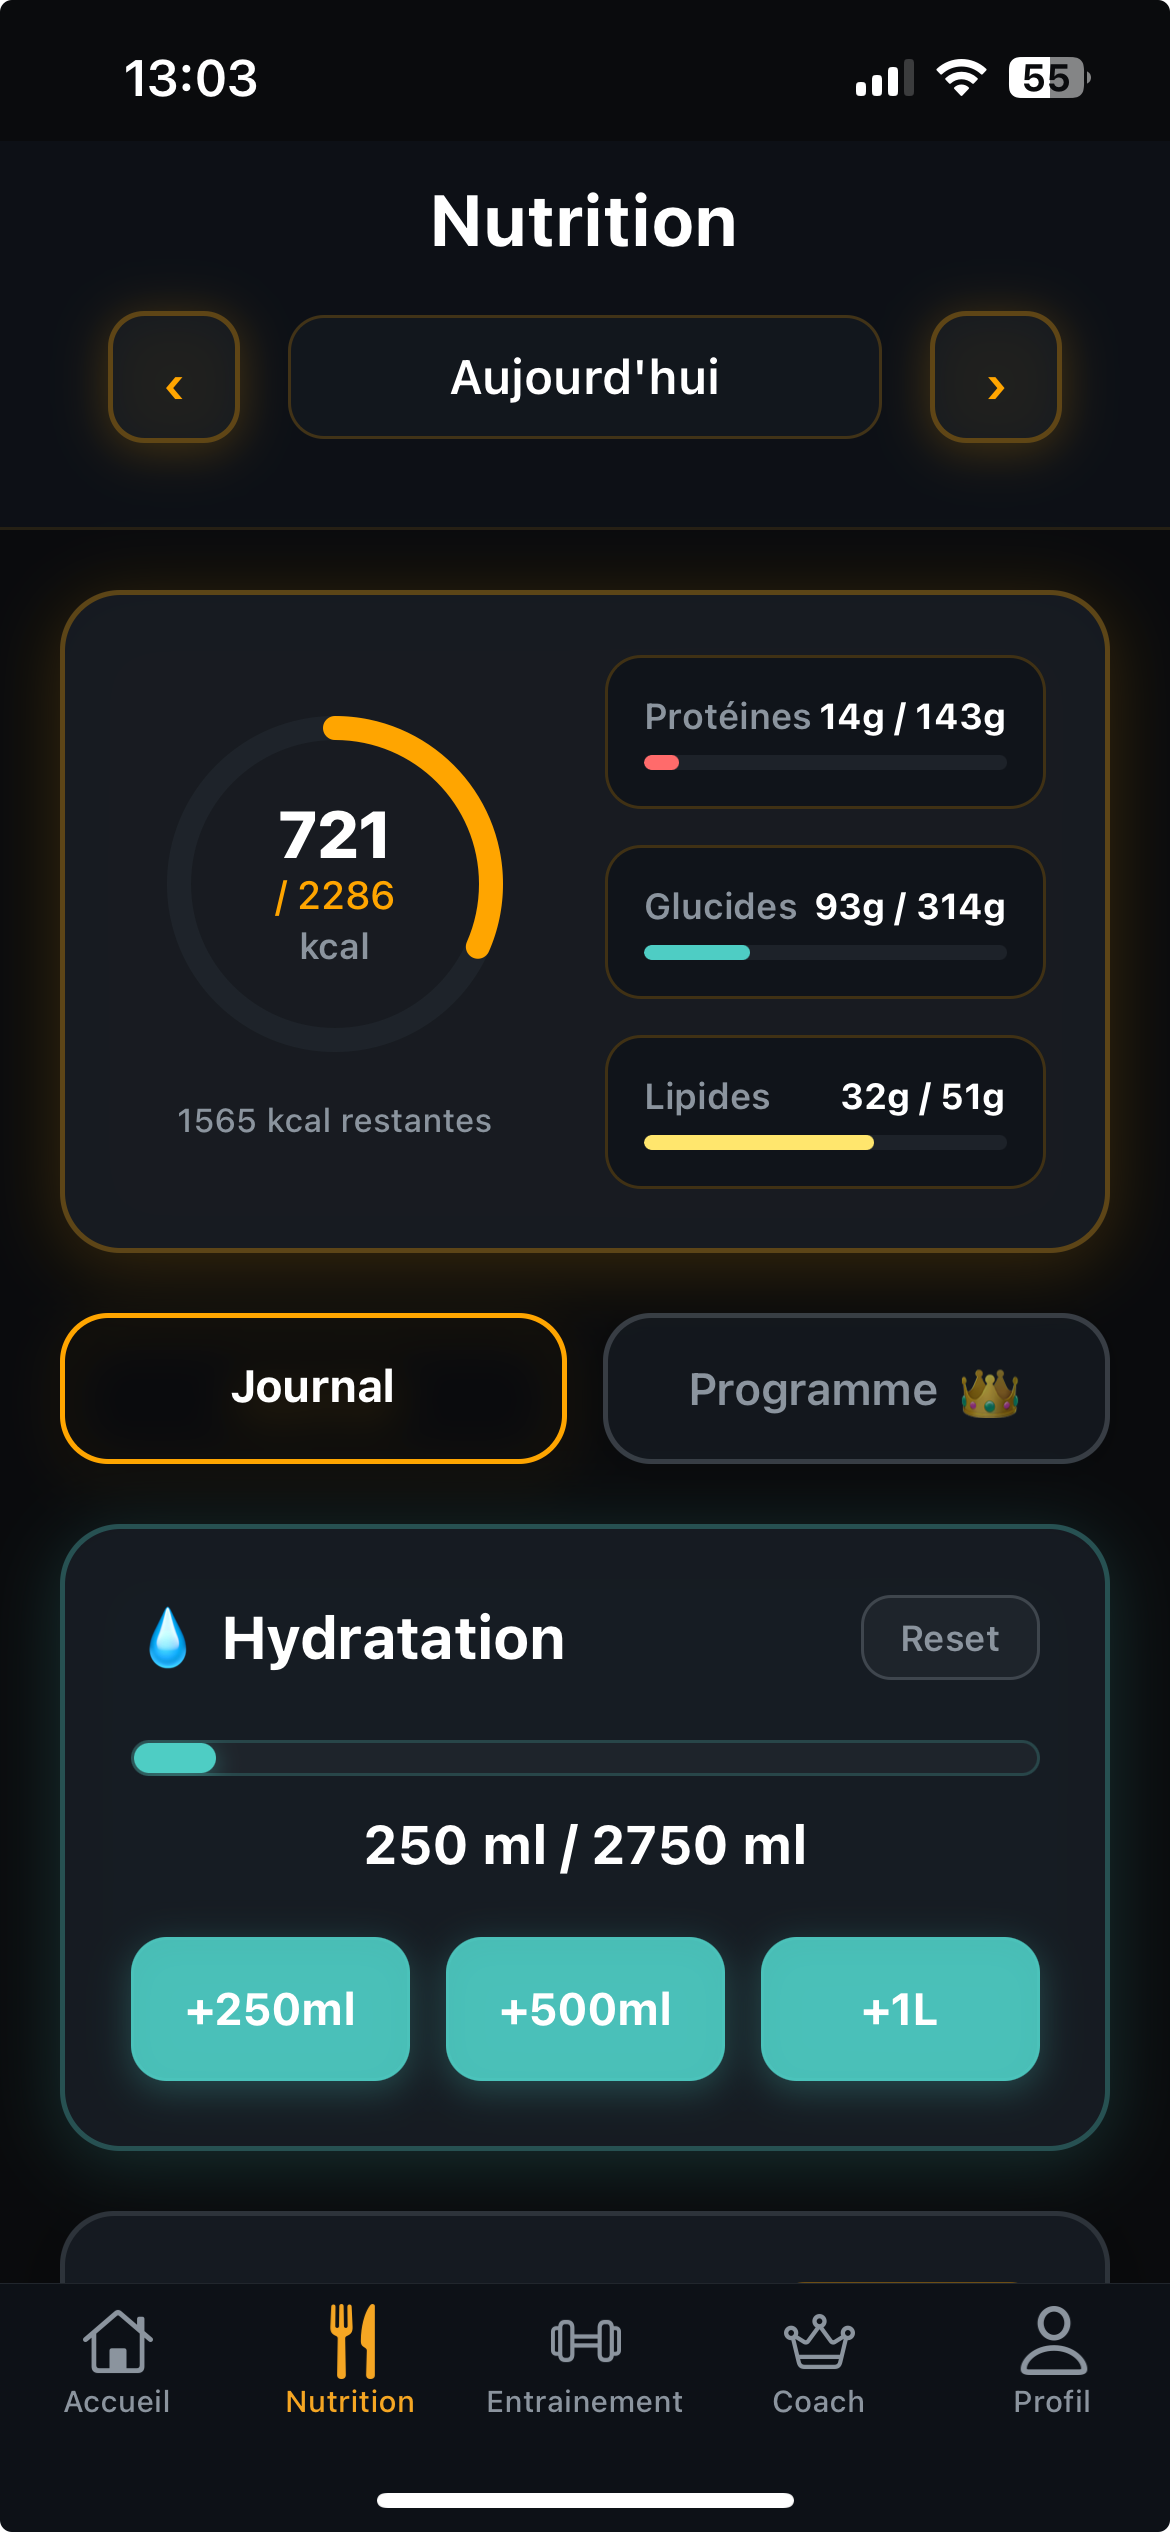 13:03
55
Nutrition
‹
Aujourd'hui
›
721
/ 2286
kcal
1565 kcal restantes
Protéines 14g / 143g
Glucides 93g / 314g
Lipides 32g / 51g
Journal
Programme
Hydratation
Reset
250 ml / 2750 ml
+250ml
+500ml
+1L
Accueil
Nutrition
Entrainement
Coach
Profil